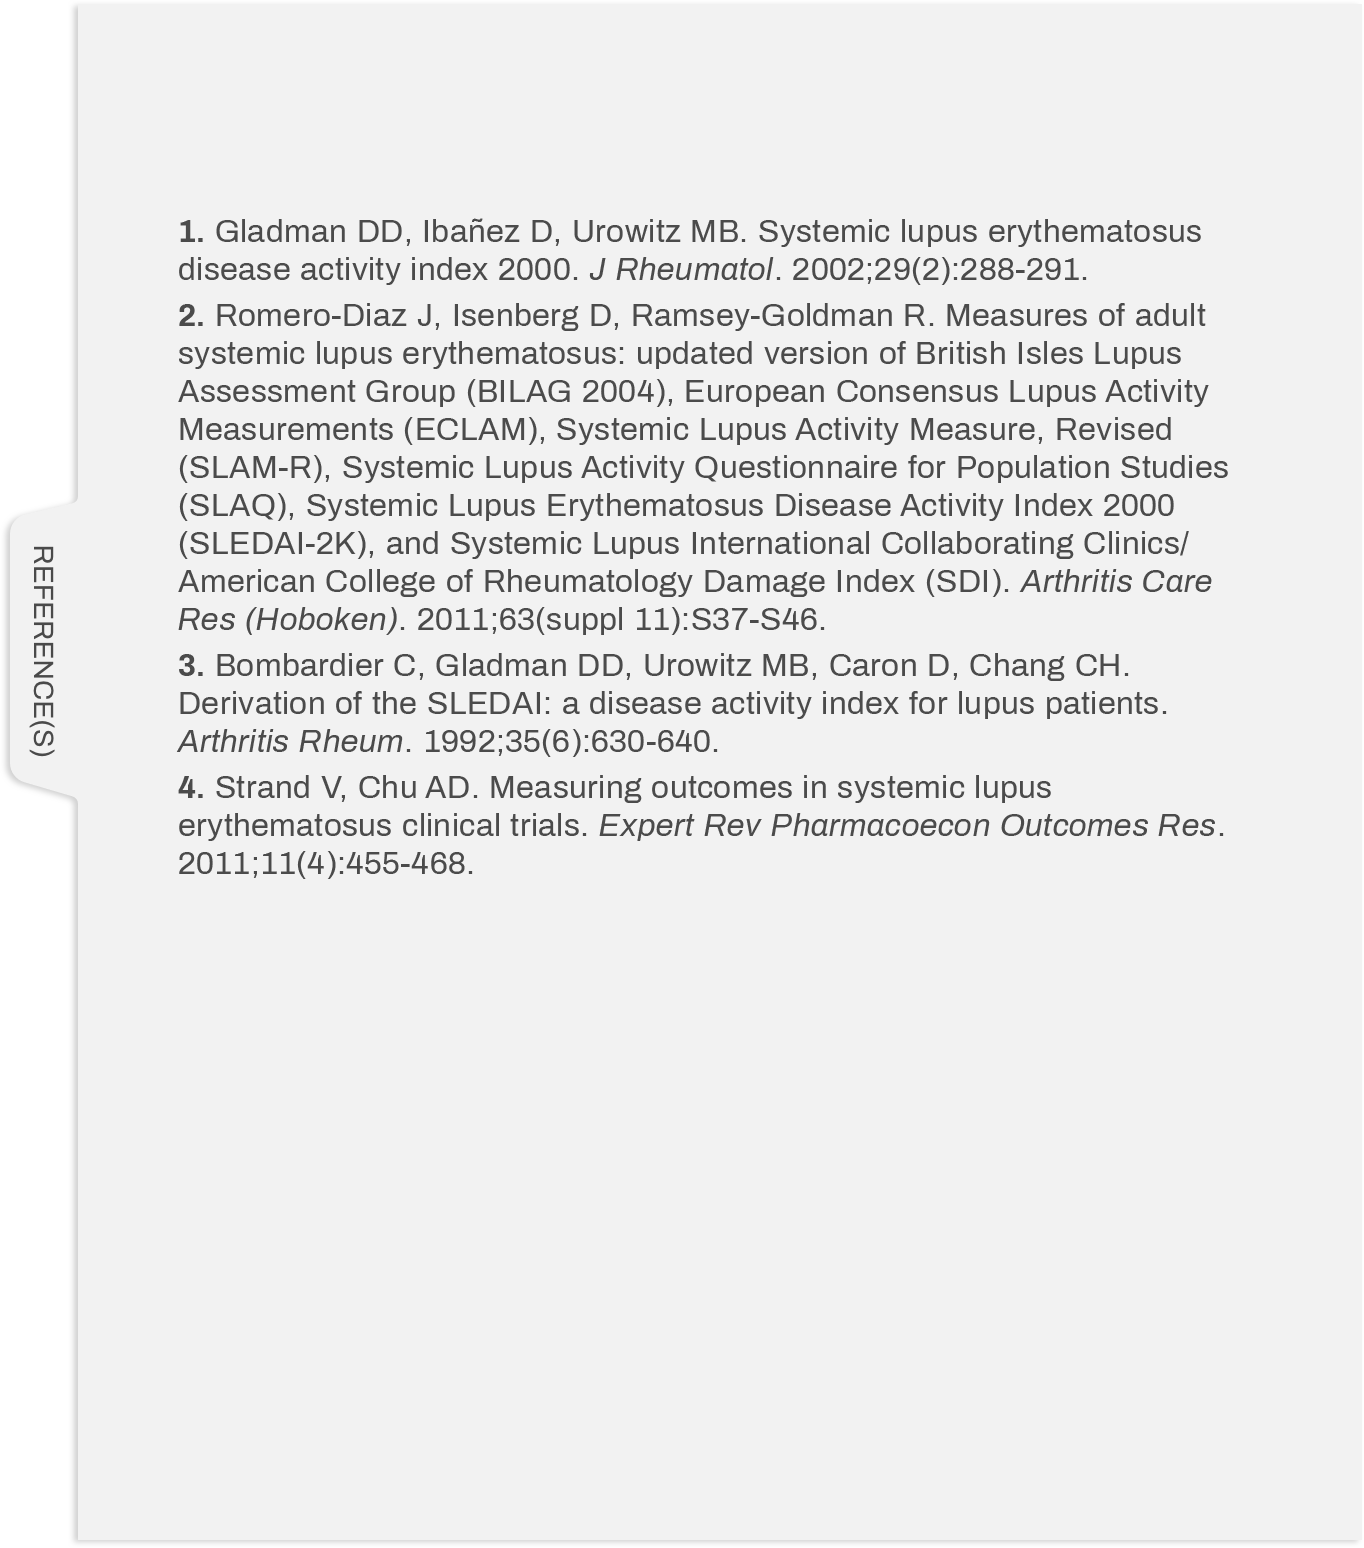 REFERENCE(S)
1. Gladman DD, Ibañez D, Urowitz MB. Systemic lupus erythematosus
disease activity index 2000. J Rheumatol. 2002;29(2):288-291.
2. Romero-Diaz J, Isenberg D, Ramsey-Goldman R. Measures of adult
systemic lupus erythematosus: updated version of British Isles Lupus
Assessment Group (BILAG 2004), European Consensus Lupus Activity
Measurements (ECLAM), Systemic Lupus Activity Measure, Revised
(SLAM-R), Systemic Lupus Activity Questionnaire for Population Studies
(SLAQ), Systemic Lupus Erythematosus Disease Activity Index 2000
(SLEDAI-2K), and Systemic Lupus International Collaborating Clinics/
American College of Rheumatology Damage Index (SDI). Arthritis Care
Res (Hoboken). 2011;63(suppl 11):S37-S46.
3. Bombardier C, Gladman DD, Urowitz MB, Caron D, Chang CH.
Derivation of the SLEDAI: a disease activity index for lupus patients.
Arthritis Rheum. 1992;35(6):630-640.
4. Strand V, Chu AD. Measuring outcomes in systemic lupus
erythematosus clinical trials. Expert Rev Pharmacoecon Outcomes Res.
2011;11(4):455-468.